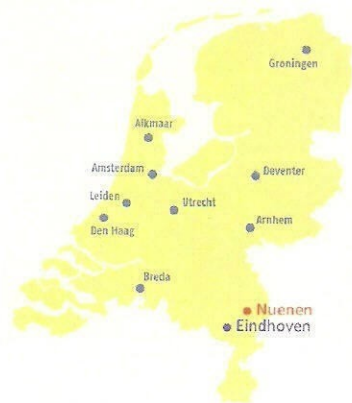 Groningen
Alkmaar
Amsterdam
Deventer
Leiden
Utrecht
Den Haag
Arnhem
Breda
Nuenen
Eindhoven